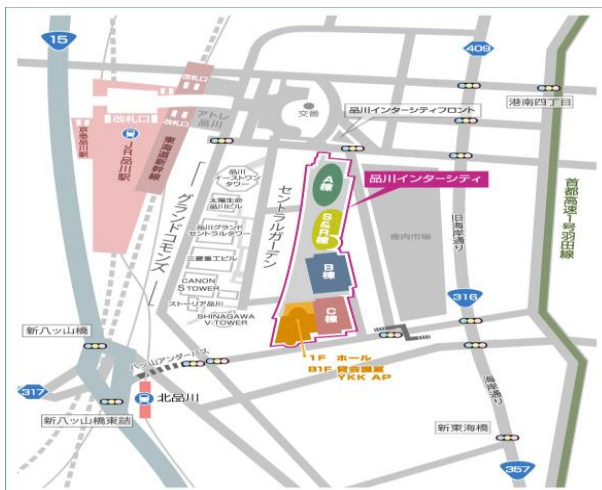 15
409
改札口
改札口
改札口
アトレ
品川
交番
品川インターシティフロント
港南四丁目
京急品川駅
JR品川駅
東海道新幹線
品川
イーストワン
タワー
太陽生命
品川ビル
品川グランド
セントラルタワー
三菱重工ビル
CANON
S TOWER
ストーリア品川
SHINAGAWA
V-TOWER
グランドコモンズ
セントラルガーデン
A棟
S&R棟
B棟
C棟
品川インターシティ
食肉市場
旧海岸通り
首都高速1号羽田線
316
新八ツ山橋
八ツ山アンダーパス
1F ホール
B1F 貸会議室
YKK AP
317
北品川
新八ツ山橋東詰
海岸通り
新東海橋
357